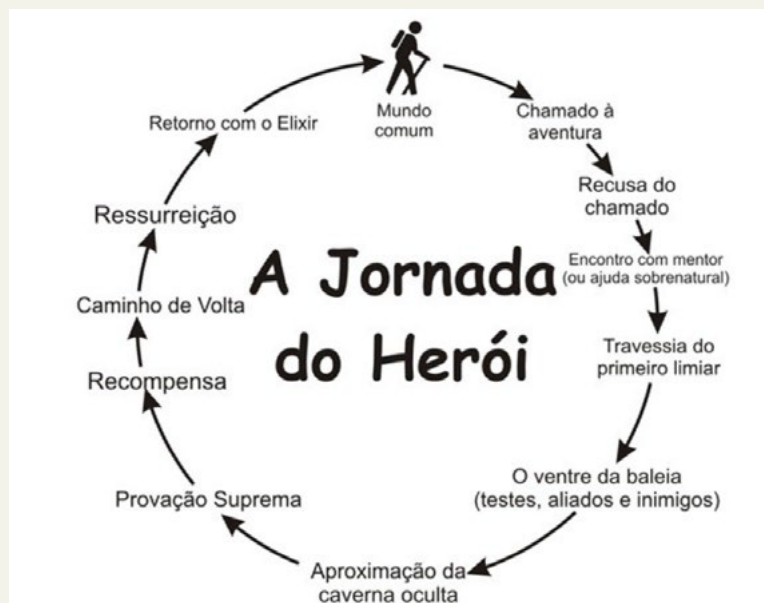 A Jornada
do Herói
Mundo
comum
Chamado à
aventura
Recusa do
chamado
Encontro com mentor
(ou ajuda sobrenatural)
Travessia do
primeiro limiar
O ventre da baleia
(testes, aliados e inimigos)
Aproximação da
caverna oculta
Provação Suprema
Recompensa
Caminho de Volta
Ressurreição
Retorno com o Elixir